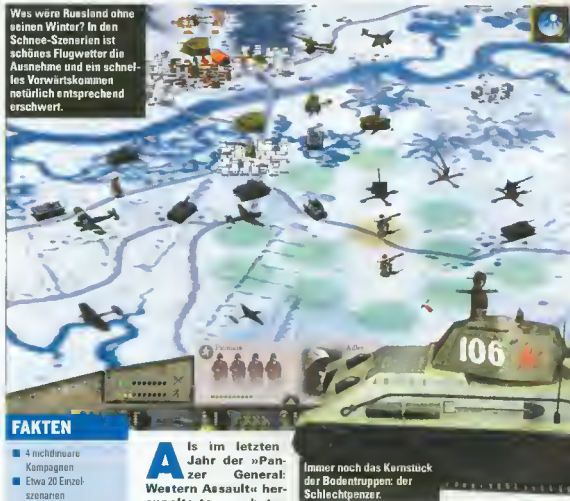 Was wäre Russland ohne
seinen Winter? In den
Schnee-Szenarien ist
schönes Flugwetter die
Ausnahme und ein schnel-
les Vorwärtskommen
natürlich entsprechend
erschwert.
106
FAKTEN
4 nichtlineare
Kampagnen
Etwa 20 Einzel-
szenarien
Als im letzten
Jahr der »Pan-
zer General:
Western Assault« her-
Immer noch das Kernstück
der Bodentruppen: der
Schlechtpanzer.